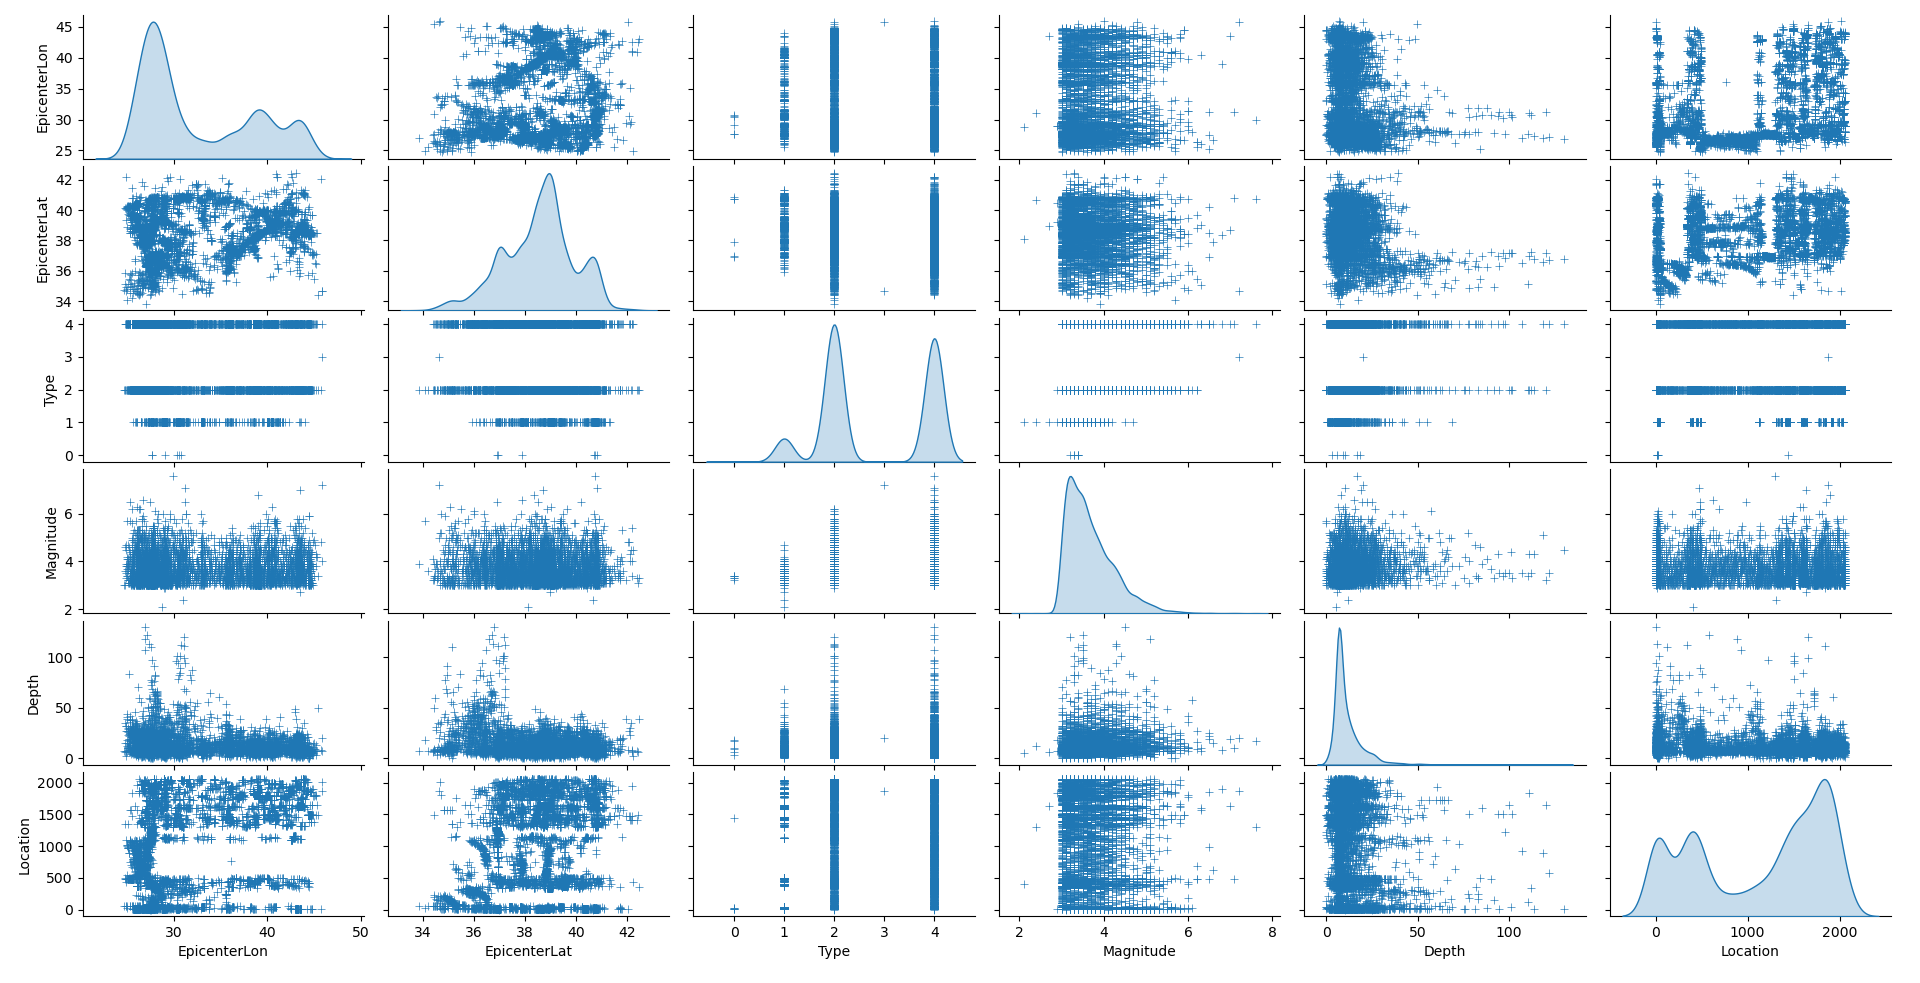 EpicenterLon
45
40
35
30
25
EpicenterLat
42
40
38
36
34
Type
4
3
2
1
0
Magnitude
6
4
2
Depth
100
50
0
Location
2000
1500
1000
500
0
30 40 50
34 36 38 40 42
0 1 2 3 4
2 4 6 8
0 50 100
0 1000 2000
EpicenterLon EpicenterLat Type Magnitude Depth Location